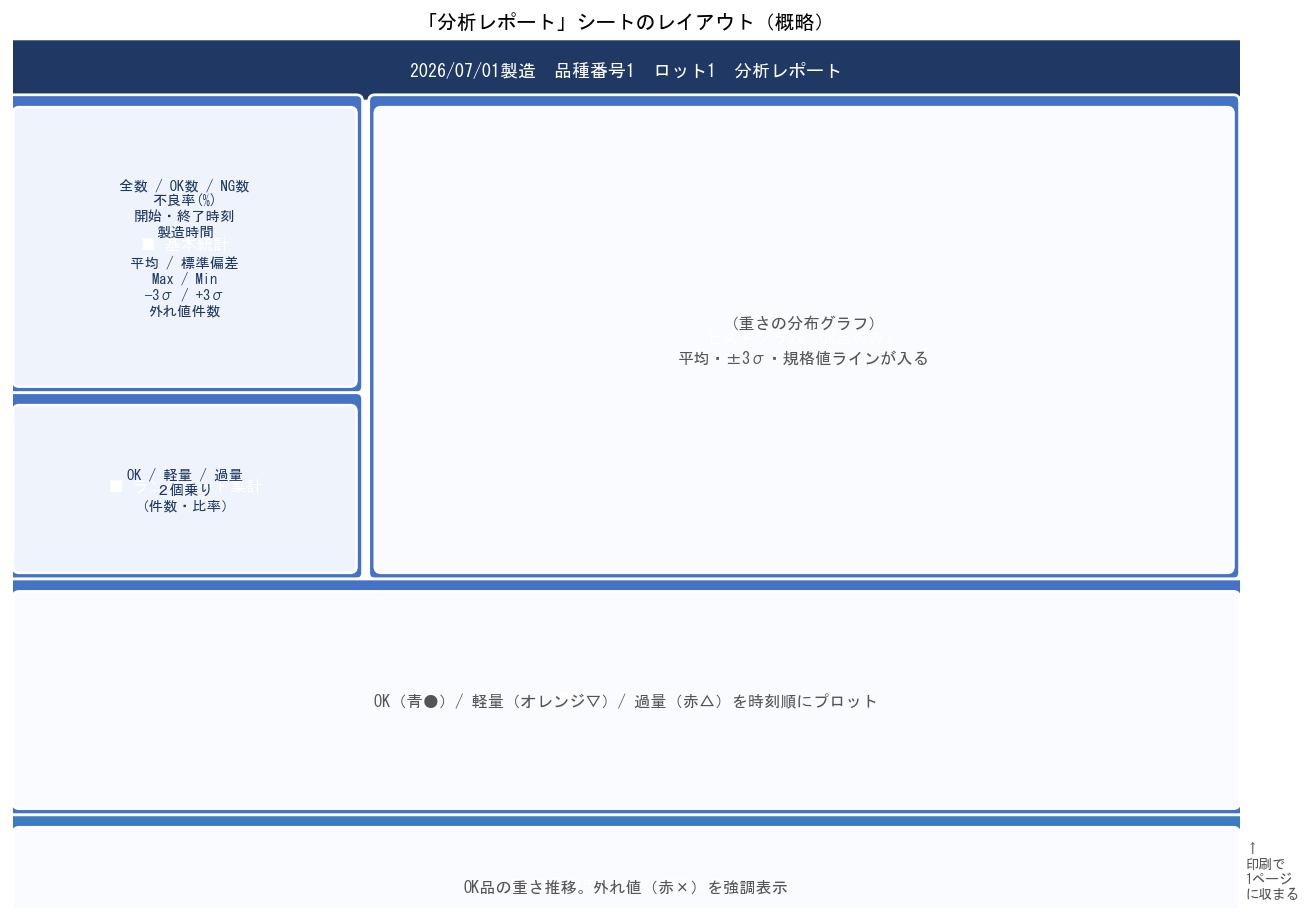 「分析レポート」シートのレイアウト（概略）
2026/07/01製造　品種番号1　ロット1　分析レポート
全数 / OK数 / NG数
不良率(%)
開始・終了時刻
製造時間
■ 基本統計
平均 / 標準偏差
Max / Min
−3σ / +3σ
外れ値件数
（重さの分布グラフ）
平均・±3σ・規格値ラインが入る
OK / 軽量 / 過量
■
２個乗り
集計
（件数・比率）
OK（青●）/ 軽量（オレンジ▽）/ 過量（赤△）を時刻順にプロット
OK品の重さ推移。外れ値（赤×）を強調表示
↑
印刷で
1ページ
に収まる